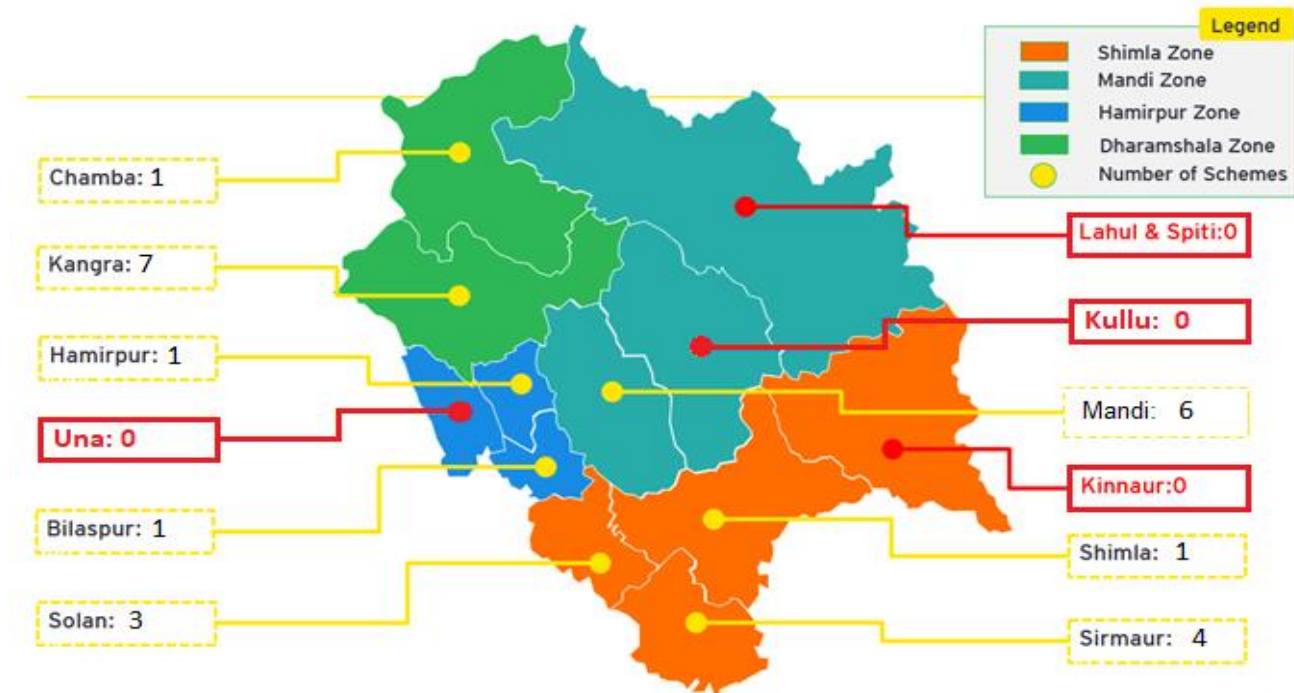 Legend
Shimla Zone
Mandi Zone
Hamirpur Zone
Dharamshala Zone
Number of Schemes
Chamba: 1
Kangra: 7
Hamirpur: 1
Una: 0
Bilaspur: 1
Solan: 3
Lahul & Spiti:0
Kullu: 0
Mandi: 6
Kinnaur:0
Shimla: 1
Sirmaur: 4